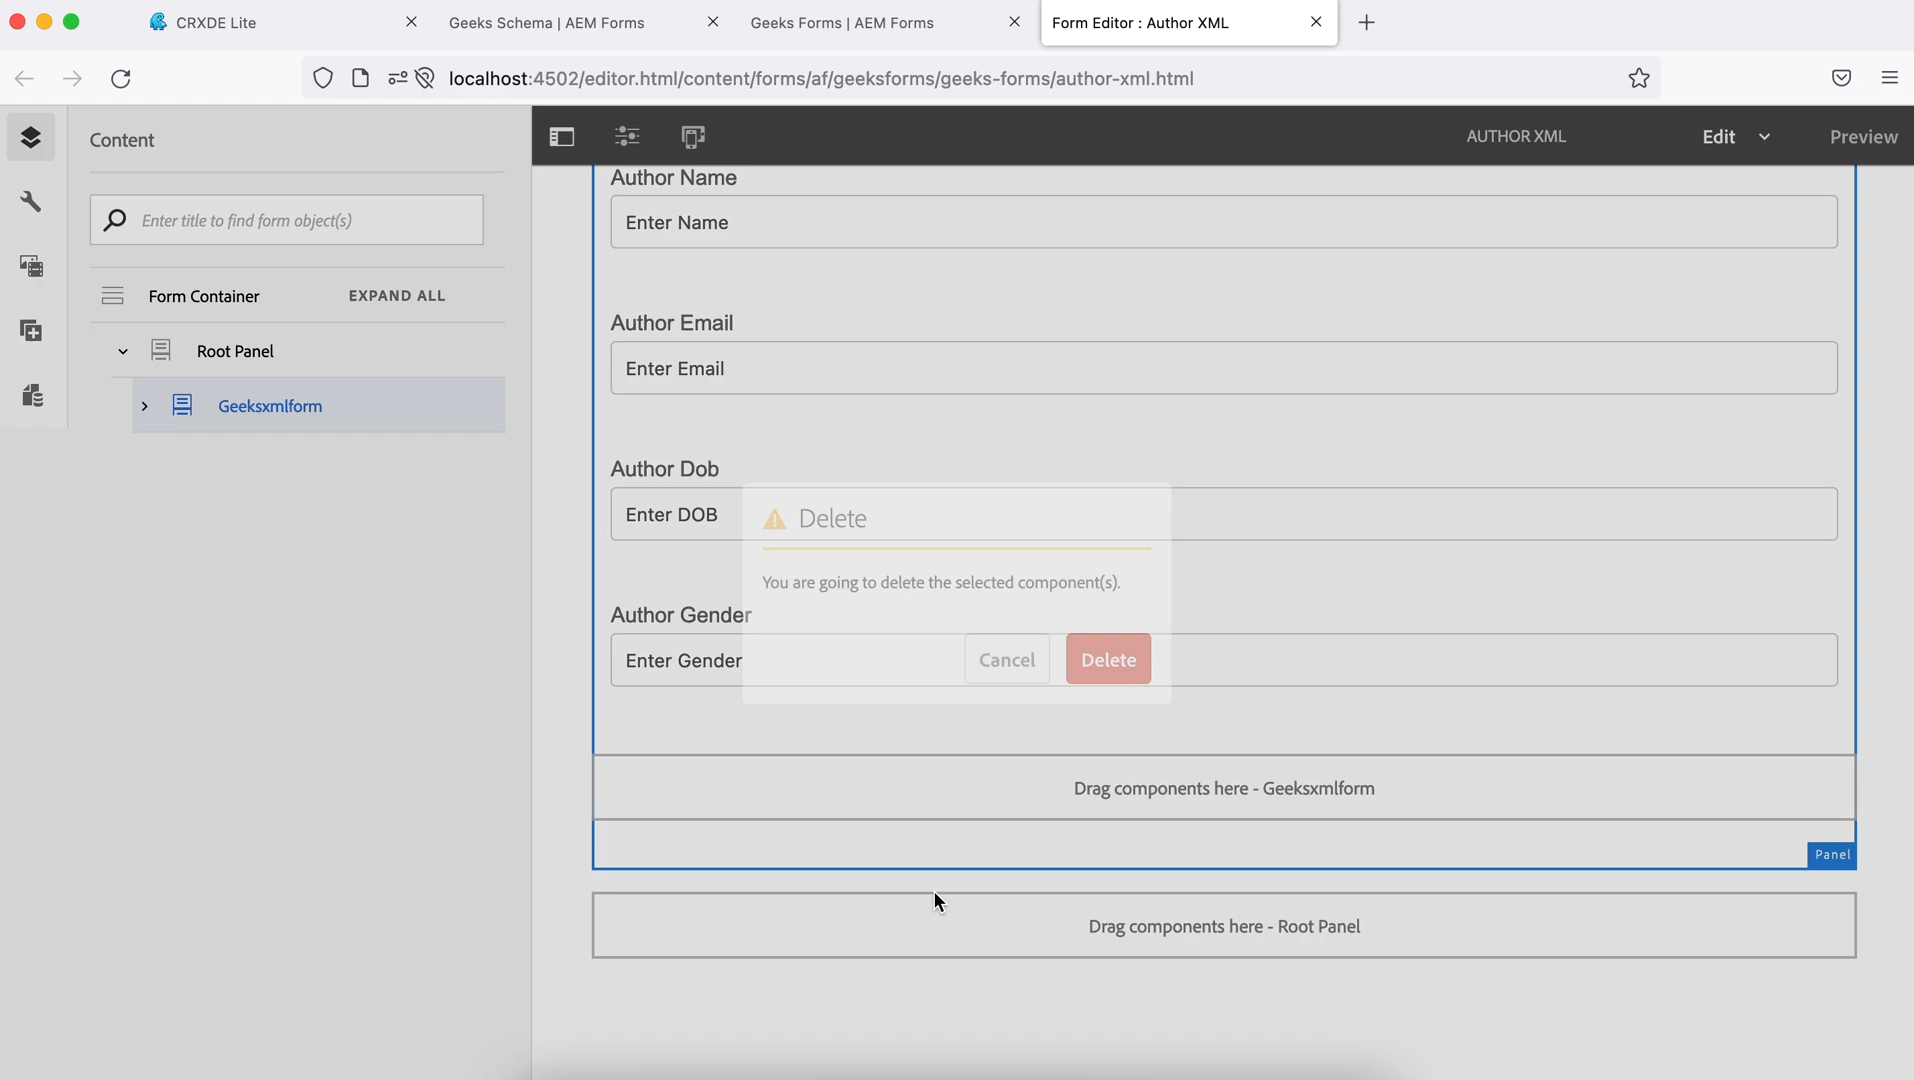 CRXDE Lite
Geeks Schema | AEM Forms
Geeks Forms | AEM Forms
Form Editor : Author XML
localhost:4502/editor.html/content/forms/af/geeksforms/geeks-forms/author-xml.html
Content
AUTHOR XML
Edit
Preview
Enter title to find form object(s)
Form Container
EXPAND ALL
Root Panel
Geeksxmlform
Author Name
Enter Name
Author Email
Enter Email
Author Dob
Enter DOB
Delete
You are going to delete the selected component(s).
Author Gender
Enter Gender
Cancel
Delete
Drag components here - Geeksxmlform
Panel
Drag components here - Root Panel